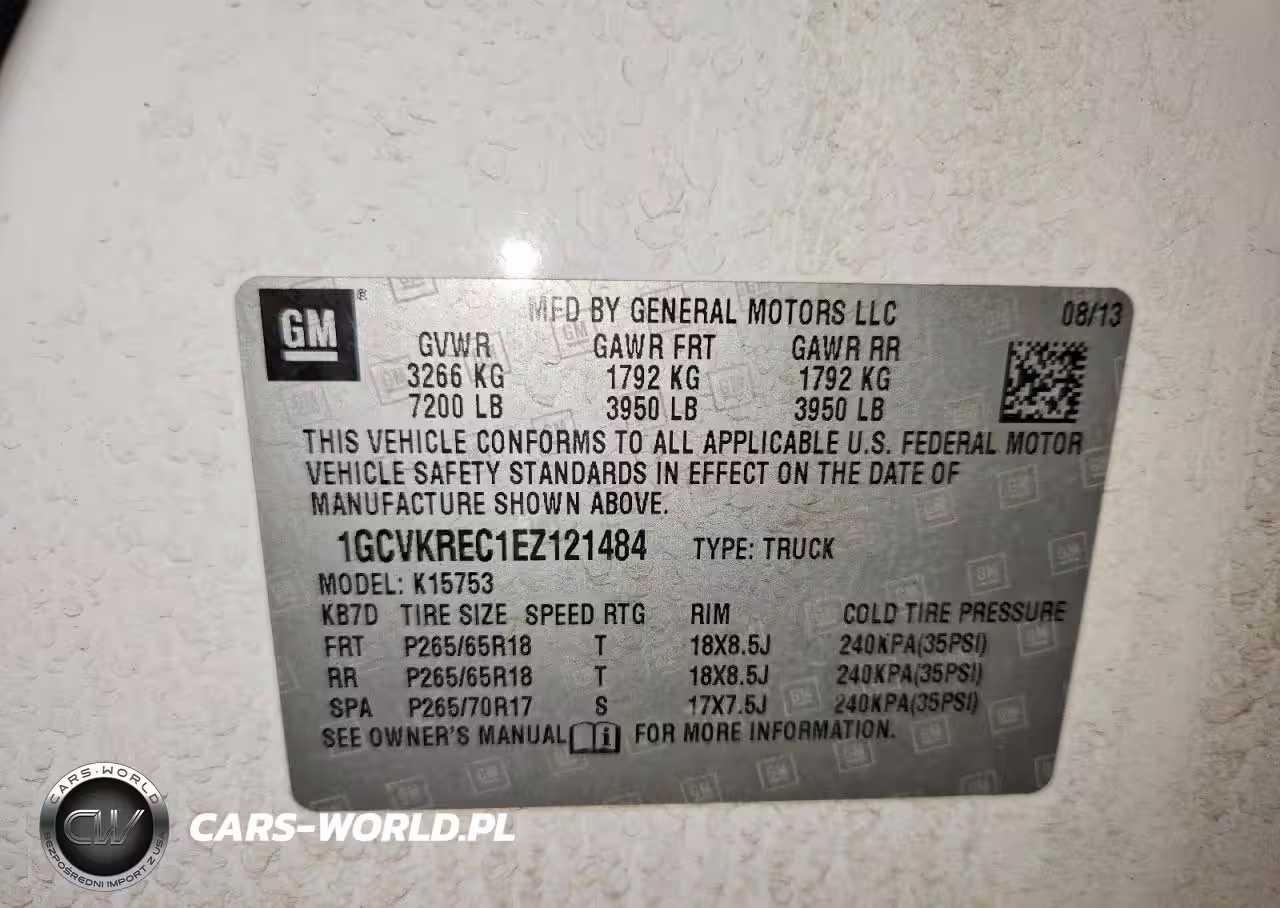 GM ®
MFD BY GENERAL MOTORS LLC 08/13
GVWR GAWR FRT GAWR RR
3266 KG 1792 KG 1792 KG
7200 LB 3950 LB 3950 LB
THIS VEHICLE CONFORMS TO ALL APPLICABLE U.S. FEDERAL MOTOR
VEHICLE SAFETY STANDARDS IN EFFECT ON THE DATE OF
MANUFACTURE SHOWN ABOVE.
1GCVKREC1EZ121484 TYPE: TRUCK
MODEL: K15753
KB7D TIRE SIZE SPEED RTG RIM COLD TIRE PRESSURE
FRT P265/65R18 T 18X8.5J 240KPA(35PSI)
RR P265/65R18 T 18X8.5J 240KPA(35PSI)
SPA P265/70R17 S 17X7.5J 240KPA(35PSI)
SEE OWNER'S MANUAL i FOR MORE INFORMATION.
CARS-WORLD
CW
BEZPOŚREDNI IMPORT Z USA
CARS-WORLD.PL